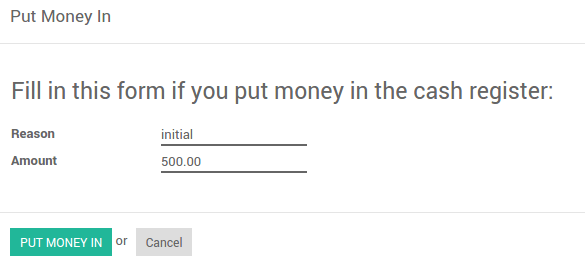 Put Money In
Fill in this form if you put money in the cash register:
Reason initial
Amount 500.00
PUT MONEY IN or Cancel